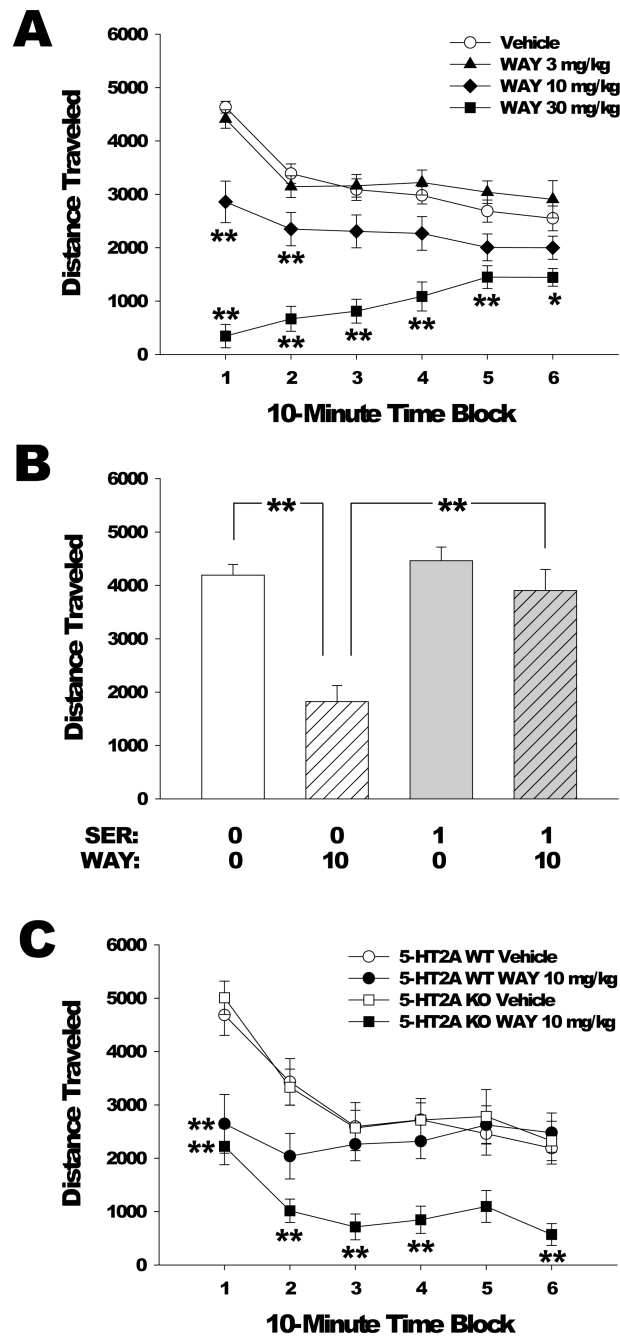 A
6000
5000
4000
3000
2000
1000
0
Distance Traveled
Vehicle
WAY 3 mg/kg
WAY 10 mg/kg
WAY 30 mg/kg
** **
** ** ** ** ** *
1 2 3 4 5 6
10-Minute Time Block
B
6000
5000
4000
3000
2000
1000
0
Distance Traveled
** **
SER: 0 0 1 1
WAY: 0 10 0 10
C
6000
5000
4000
3000
2000
1000
0
Distance Traveled
5-HT2A WT Vehicle
5-HT2A WT WAY 10 mg/kg
5-HT2A KO Vehicle
5-HT2A KO WAY 10 mg/kg
**
**
** ** ** **
1 2 3 4 5 6
10-Minute Time Block